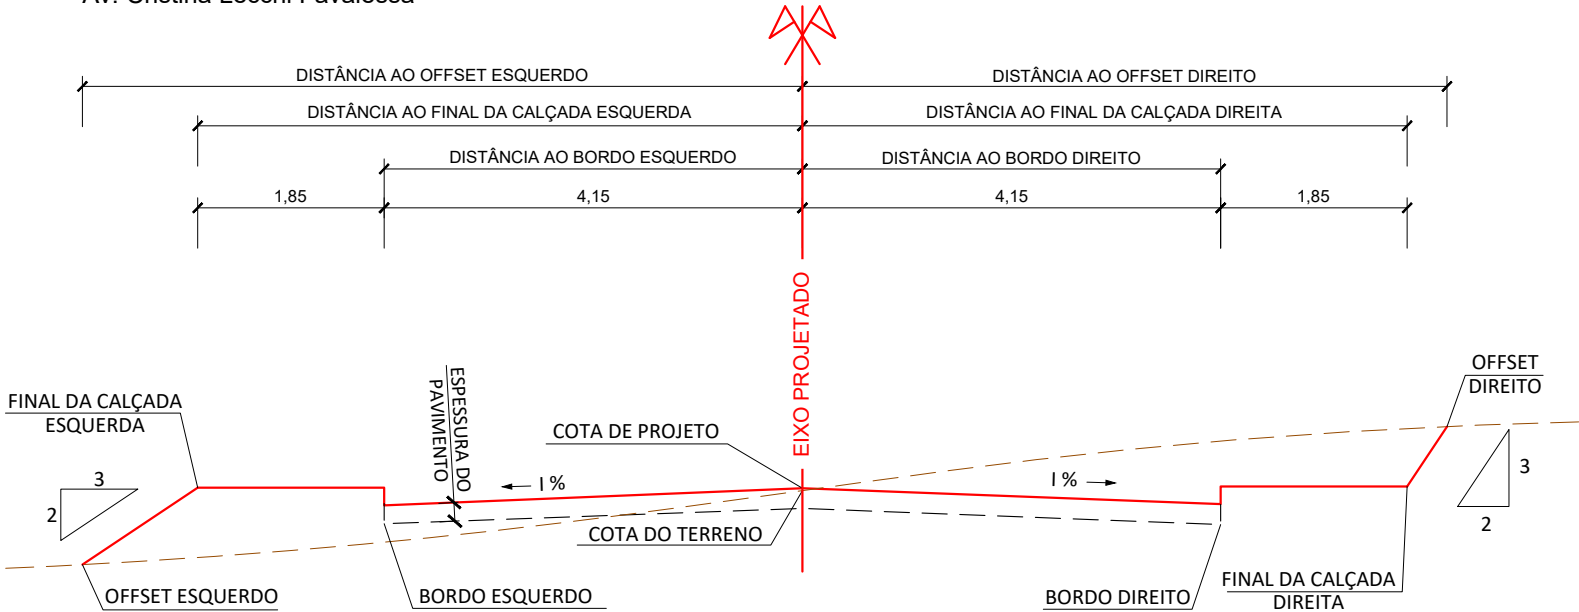 DISTÂNCIA AO OFFSET ESQUERDO
DISTÂNCIA AO OFFSET DIREITO
DISTÂNCIA AO FINAL DA CALÇADA ESQUERDA
DISTÂNCIA AO FINAL DA CALÇADA DIREITA
DISTÂNCIA AO BORDO ESQUERDO
DISTÂNCIA AO BORDO DIREITO
1,85
4,15
4,15
1,85
EIXO PROJETADO
OFFSET
DIREITO
FINAL DA CALÇADA
ESQUERDA
ESPESSURA DO
PAVIMENTO
COTA DE PROJETO
3
2
I %
I %
3
2
COTA DO TERRENO
OFFSET ESQUERDO
BORDO ESQUERDO
BORDO DIREITO
FINAL DA CALÇADA
DIREITA